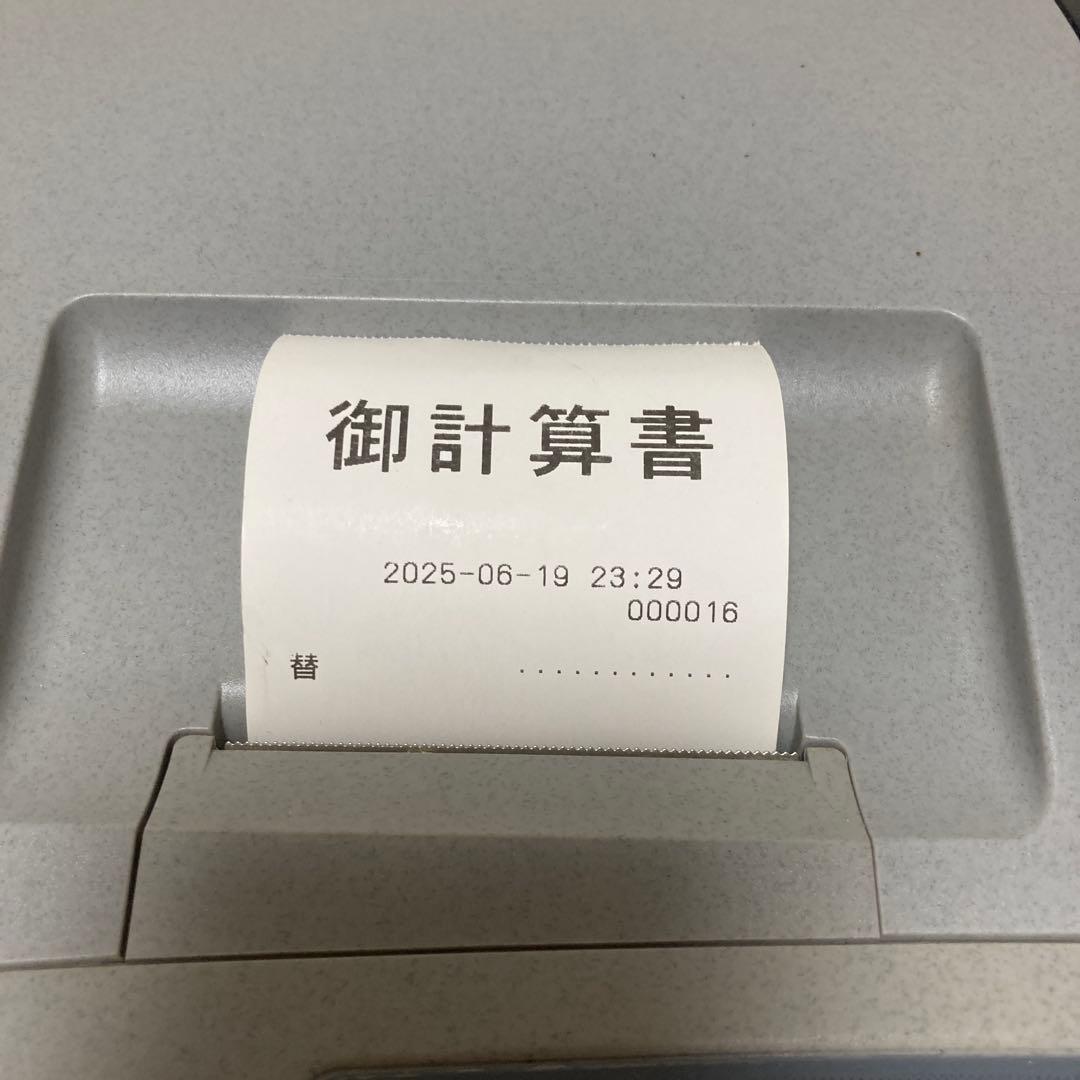 御計算書
2025-06-19 23:29
000016
替 ............